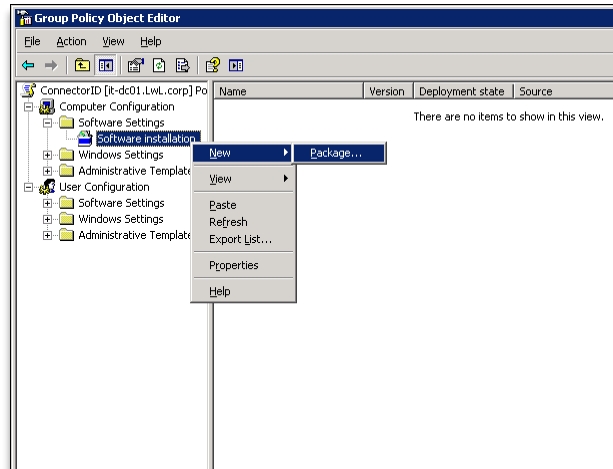 Group Policy Object Editor
File Action View Help
ConnectorID [it-dc01.LwL.corp] Po
Name Version Deployment state Source
Computer Configuration
There are no items to show in this view.
Software Settings
Software installation
New Package...
Windows Settings
Administrative Template
View
User Configuration
Software Settings
Paste
Windows Settings
Refresh
Administrative Template
Export List...
Properties
Help